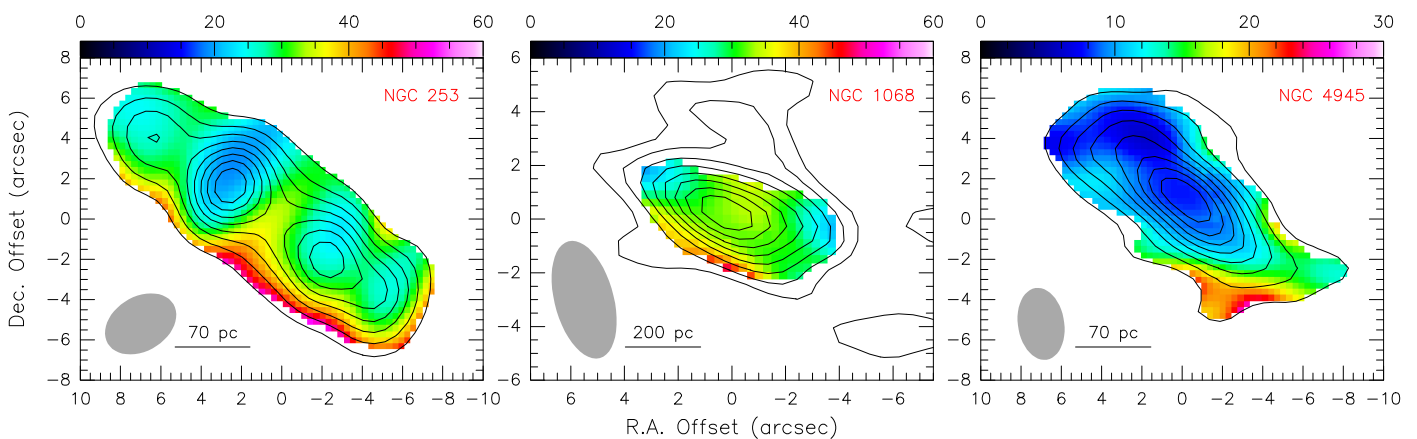 0 20 40 60 0 20 40 60 0 10 20 30
NGC 253 NGC 1068 NGC 4945
8 6 4 2 0 −2 −4 −6 −8
6 4 2 0 −2 −4 −6
8 6 4 2 0 −2 −4 −6 −8
Dec. Offset (arcsec)
70 pc 200 pc 70 pc
10 8 6 4 2 0 −2 −4 −6 −8 −10 6 4 2 0 −2 −4 −6 10 8 6 4 2 0 −2 −4 −6 −8 −10
R.A. Offset (arcsec)